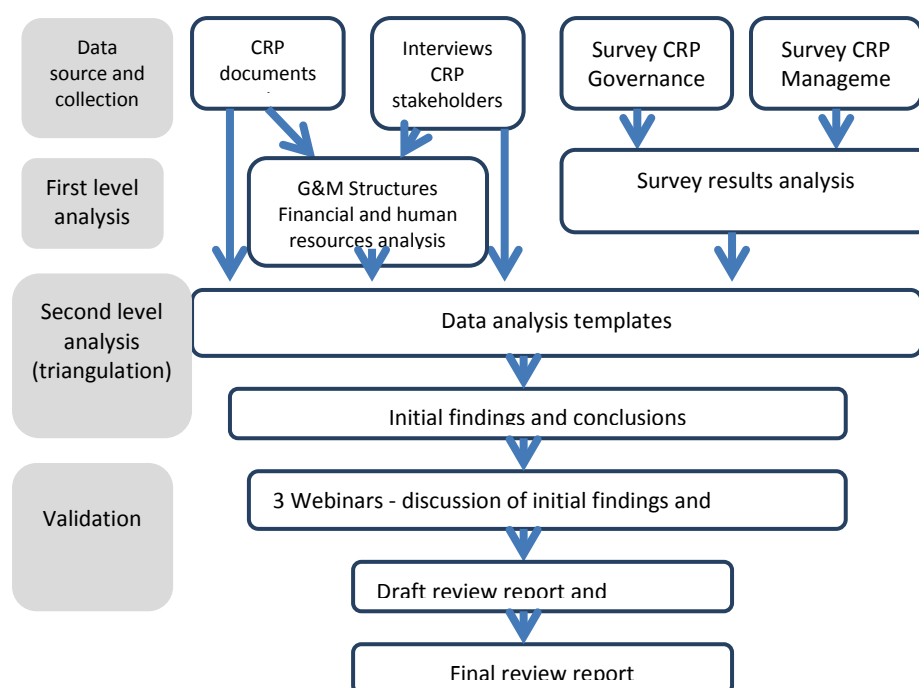 Data
source and
collection
CRP
documents
Interviews
CRP
stakeholders
Survey CRP
Governance
Survey CRP
Manageme
First level
analysis
G&M Structures
Financial and human
resources analysis
Survey results analysis
Second level
analysis
(triangulation)
Data analysis templates
Initial findings and conclusions
Validation
3 Webinars - discussion of initial findings and
Draft review report and
Final review report